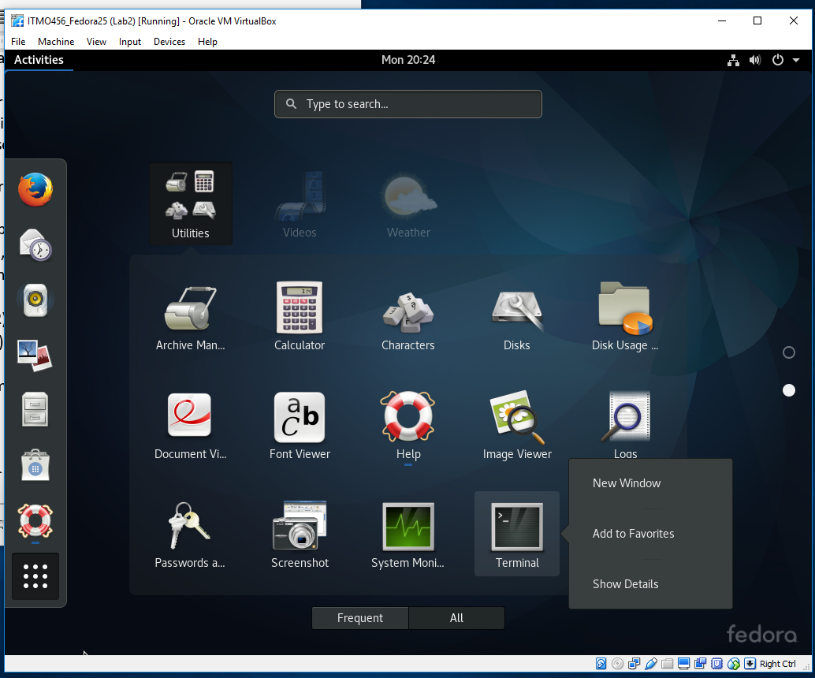 ITMO456_Fedora25 (Lab2) [Running] - Oracle VM VirtualBox
File Machine View Input Devices Help
Activities
Mon 20:24
Type to search...
Utilities
Videos
Weather
Archive Man...
Calculator
Characters
Disks
Disk Usage ...
Document Vi...
Font Viewer
Help
Image Viewer
Logs
Passwords a...
Screenshot
System Moni...
Terminal
New Window
Add to Favorites
Show Details
Frequent
All
fedora
Right Ctrl